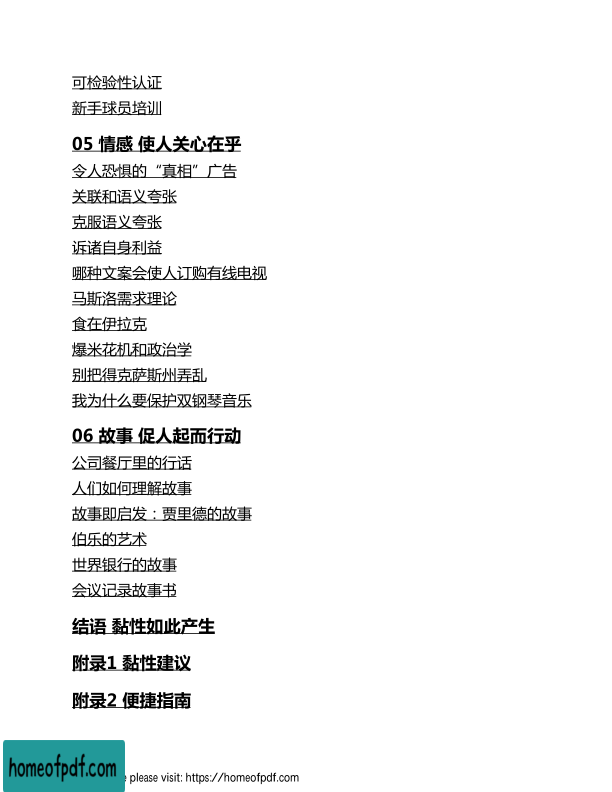 可检验性认证
新手球员培训
05 情感 使人关心在乎
令人恐惧的“真相”广告
关联和语义夸张
克服语义夸张
诉诸自身利益
哪种文案会使人订购有线电视
马斯洛需求理论
食在伊拉克
爆米花机和政治学
别把得克萨斯州弄乱
我为什么要保护双钢琴音乐
06 故事 促人起而行动
公司餐厅里的行话
人们如何理解故事
故事即启发：贾里德的故事
伯乐的艺术
世界银行的故事
会议记录故事书
结语 黏性如此产生
附录1 黏性建议
附录2 便捷指南
homeofpdf.com
please visit: https://homeofpdf.com